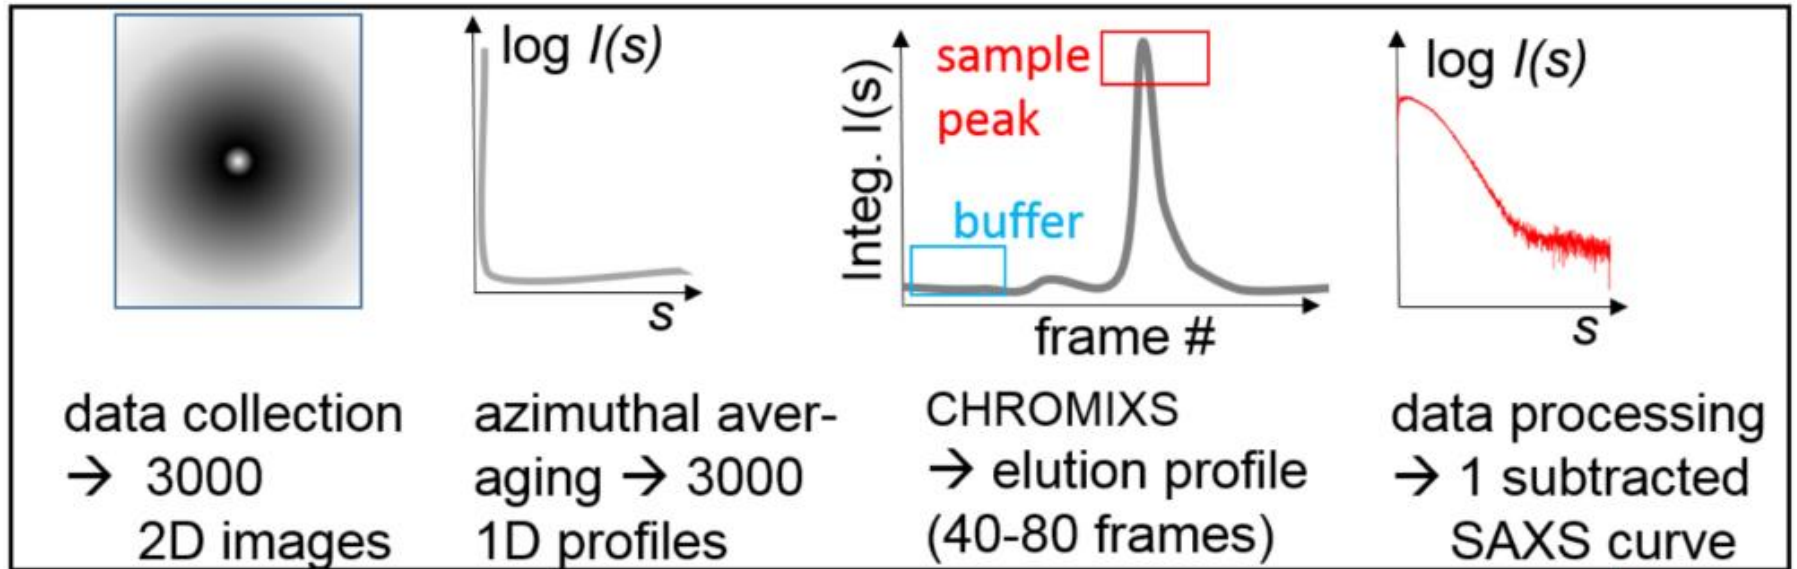 log I(s)
s
Integ. I(s)
sample
peak
buffer
frame #
log I(s)
s
data collection
→ 3000
2D images
azimuthal aver-
aging → 3000
1D profiles
CHROMIXS
→ elution profile
(40-80 frames)
data processing
→ 1 subtracted
SAXS curve